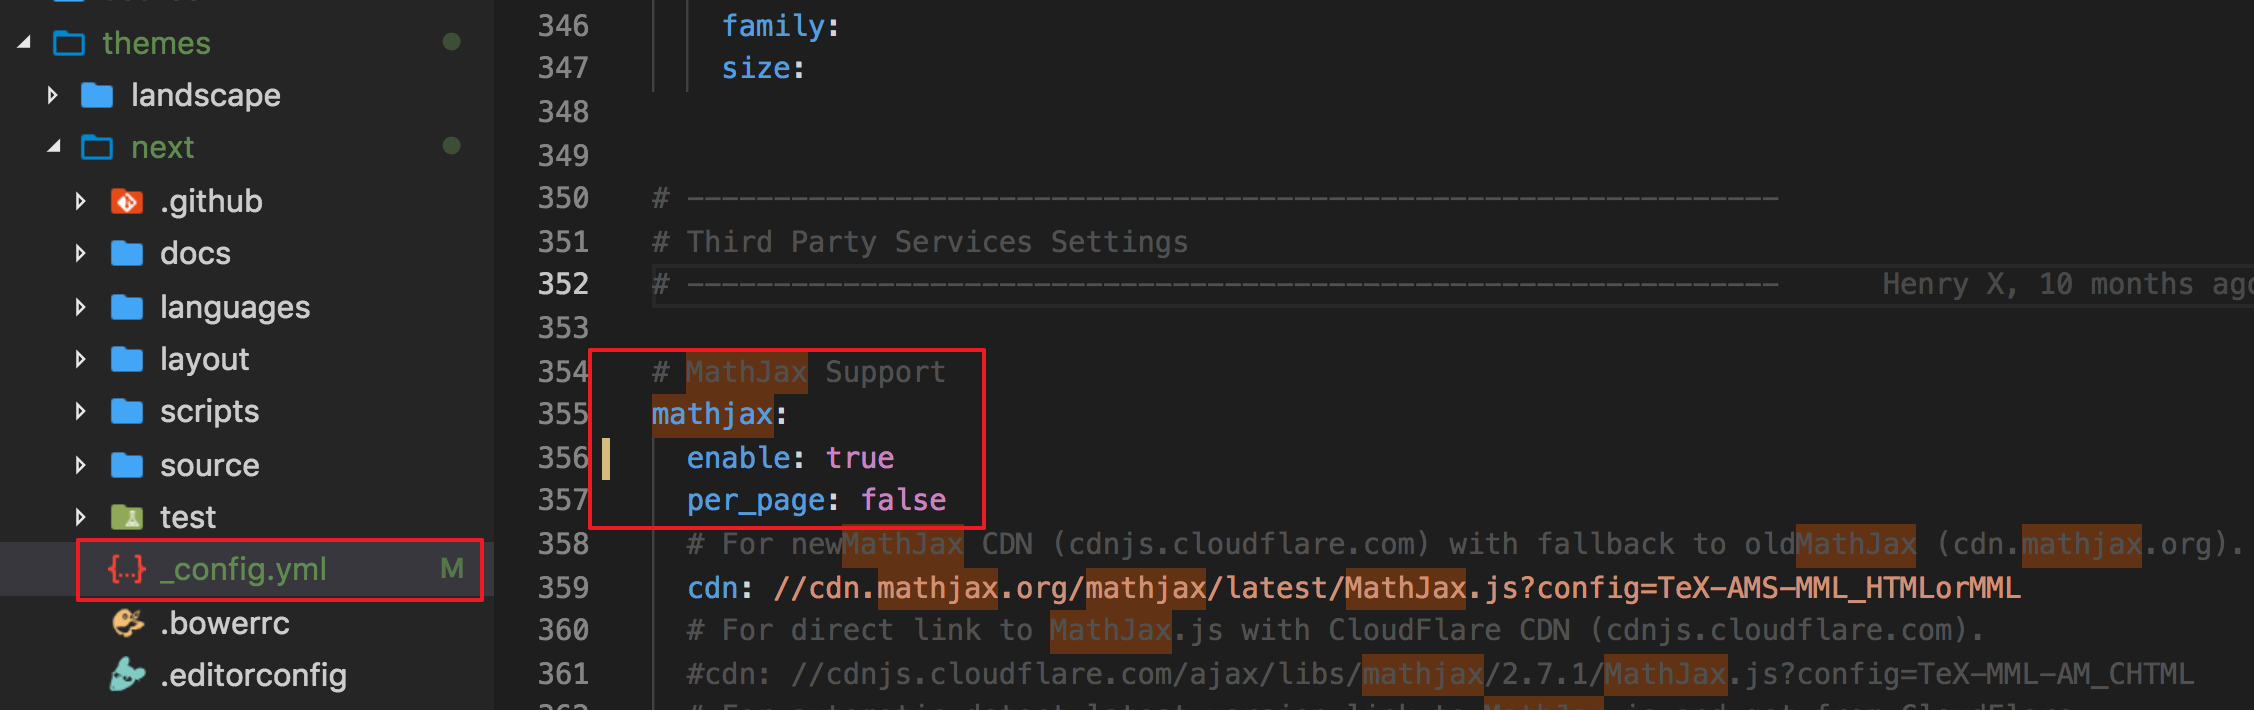 themes
landscape
next
.github
docs
languages
layout
scripts
source
test
{...} _config.yml M
.bowerrc
.editorconfig
346 family:
347 size:
348
349
350 # ---------------------------------------------------------------
351 # Third Party Services Settings
352 # --------------------------------------------------------------- Henry X, 10 months ago
353
354 # MathJax Support
355 mathjax:
356 enable: true
357 per_page: false
358 # For newMathJax CDN (cdnjs.cloudflare.com) with fallback to oldMathJax (cdn.mathjax.org).
359 cdn: //cdn.mathjax.org/mathjax/latest/MathJax.js?config=TeX-AMS-MML_HTMLorMML
360 # For direct link to MathJax.js with CloudFlare CDN (cdnjs.cloudflare.com).
361 #cdn: //cdnjs.cloudflare.com/ajax/libs/mathjax/2.7.1/MathJax.js?config=TeX-MML-AM_CHTML
362